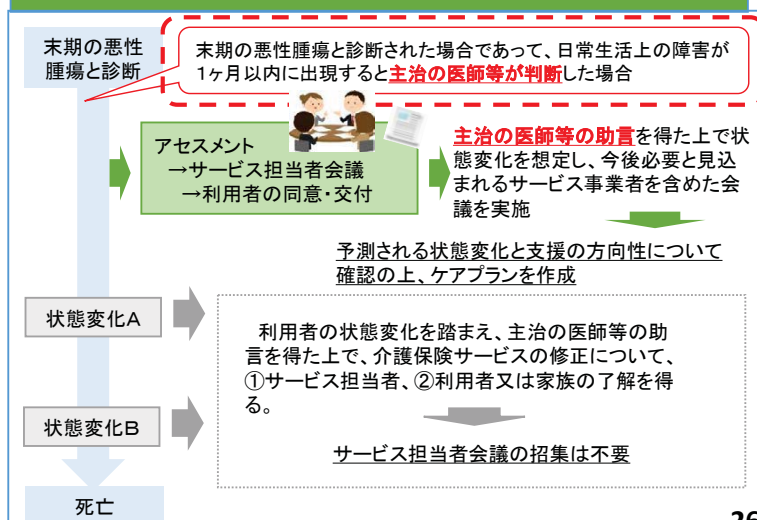 末期の悪性
腫瘍と診断
末期の悪性腫瘍と診断された場合であって、日常生活上の障害が
1ヶ月以内に出現すると主治の医師等が判断した場合
アセスメント
→サービス担当者会議
→利用者の同意・交付
主治の医師等の助言を得た上で状
態変化を想定し、今後必要と見込
まれるサービス事業者を含めた会
議を実施
予測される状態変化と支援の方向性について
確認の上、ケアプランを作成
状態変化A
利用者の状態変化を踏まえ、主治の医師等の助
言を得た上で、介護保険サービスの修正について、
①サービス担当者、②利用者又は家族の了解を得
る。
状態変化B
サービス担当者会議の招集は不要
死亡
26